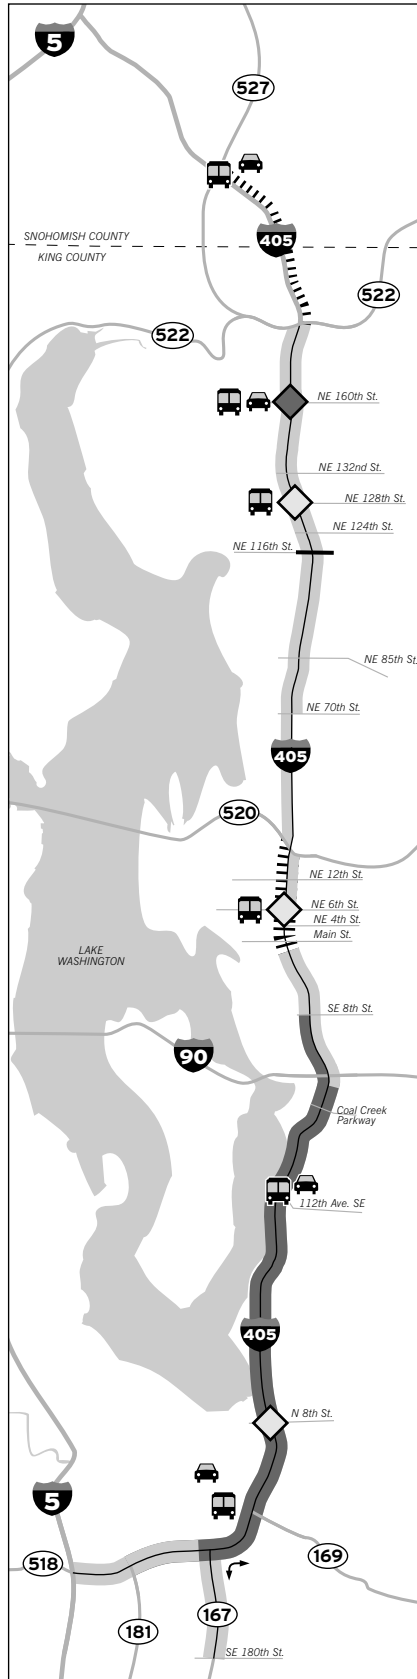 5
527
SNOHOMISH COUNTY
KING COUNTY
405
522
522
NE 160th St.
NE 132nd St.
NE 128th St.
NE 124th St.
NE 116th St.
NE 85th St.
NE 70th St.
405
520
NE 12th St.
NE 6th St.
NE 4th St.
Main St.
LAKE
WASHINGTON
SE 8th St.
90
Coal Creek
Parkway
112th Ave. SE
405
N 8th St.
5
518
169
167
181
SE 180th St.